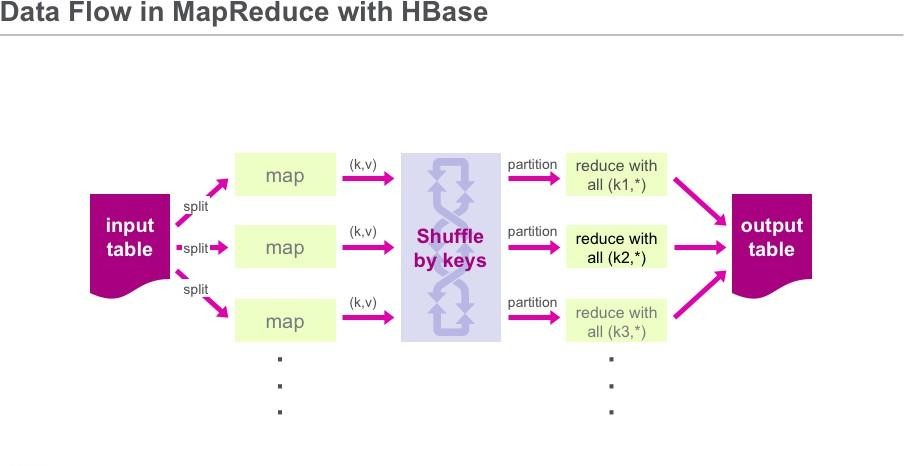 Data Flow in MapReduce with HBase
input
table
split
split
split
map
map
map
(k,v)
(k,v)
(k,v)
Shuffle
by keys
partition
partition
partition
reduce with
all (k1,*)
reduce with
all (k2,*)
reduce with
all (k3,*)
output
table